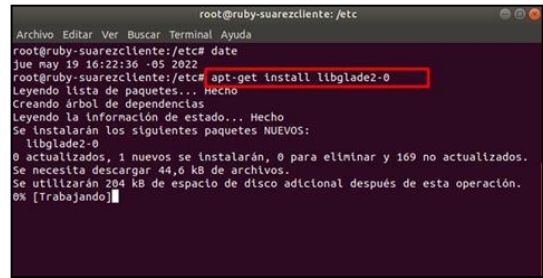 root@ruby-suarezcliente: /etc
Archivo Editar Ver Buscar Terminal Ayuda
root@ruby-suarezcliente:/etc# date
jue may 19 16:22:36 -05 2022
root@ruby-suarezcliente:/etc# apt-get install libglade2-0
Leyendo lista de paquetes... Hecho
Creando árbol de dependencias
Leyendo la información de estado... Hecho
Se instalarán los siguientes paquetes NUEVOS:
libglade2-0
0 actualizados, 1 nuevos se instalarán, 0 para eliminar y 169 no actualizados.
Se necesita descargar 44,6 kB de archivos.
Se utilizarán 204 kB de espacio de disco adicional después de esta operación.
0% [Trabajando]